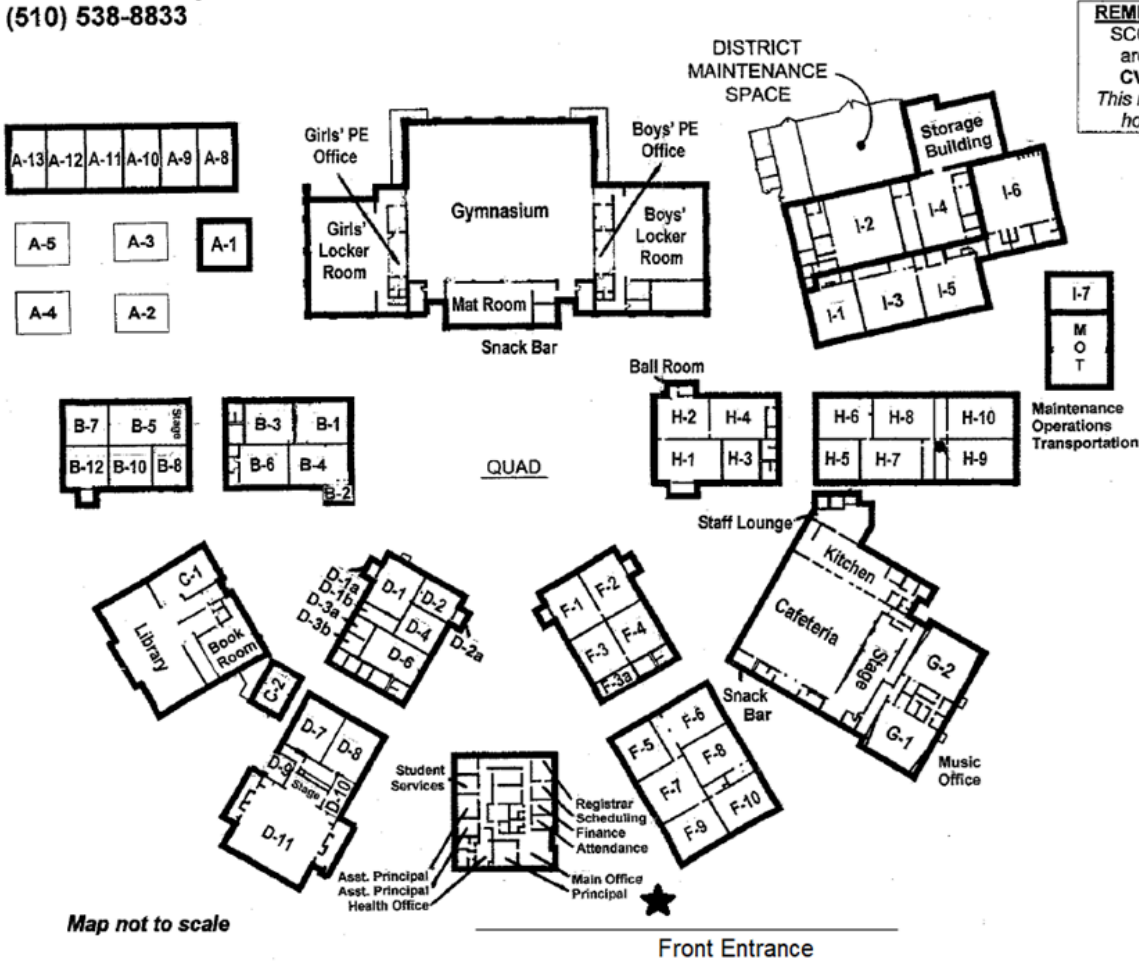 (510) 538-8833
DISTRICT
MAINTENANCE
SPACE
A-13
A-12
A-11
A-10
A-9
A-8
A-5
A-3
A-1
A-4
A-2
Girls' PE
Office
Boys' PE
Office
Gymnasium
Girls'
Locker
Room
Boys'
Locker
Room
Mat Room
Snack Bar
Storage
Building
I-2
I-4
I-6
I-1
I-3
I-5
I-7
M
O
T
Maintenance
Operations
Transportation
Ball Room
B-7
B-5
Stage
B-12
B-10
B-8
B-3
B-1
B-6
B-4
B-2
QUAD
H-2
H-4
H-1
H-3
H-6
H-8
H-10
H-5
H-7
H-9
Staff Lounge
Kitchen
Cafeteria
Stage
G-2
G-1
Snack
Bar
Music
Office
C-1
Library
Book
Room
C-2
D-1a
D-1b
D-3a
D-3b
D-1
D-2
D-4
D-6
D-2a
F-1
F-2
F-3
F-4
F-3a
F-5
F-6
F-7
F-8
F-9
F-10
D-7
D-8
D-9
Stage
D-10
D-11
Student
Services
Registrar
Scheduling
Finance
Attendance
Asst. Principal
Asst. Principal
Health Office
Main Office
Principal
Map not to scale
Front Entrance